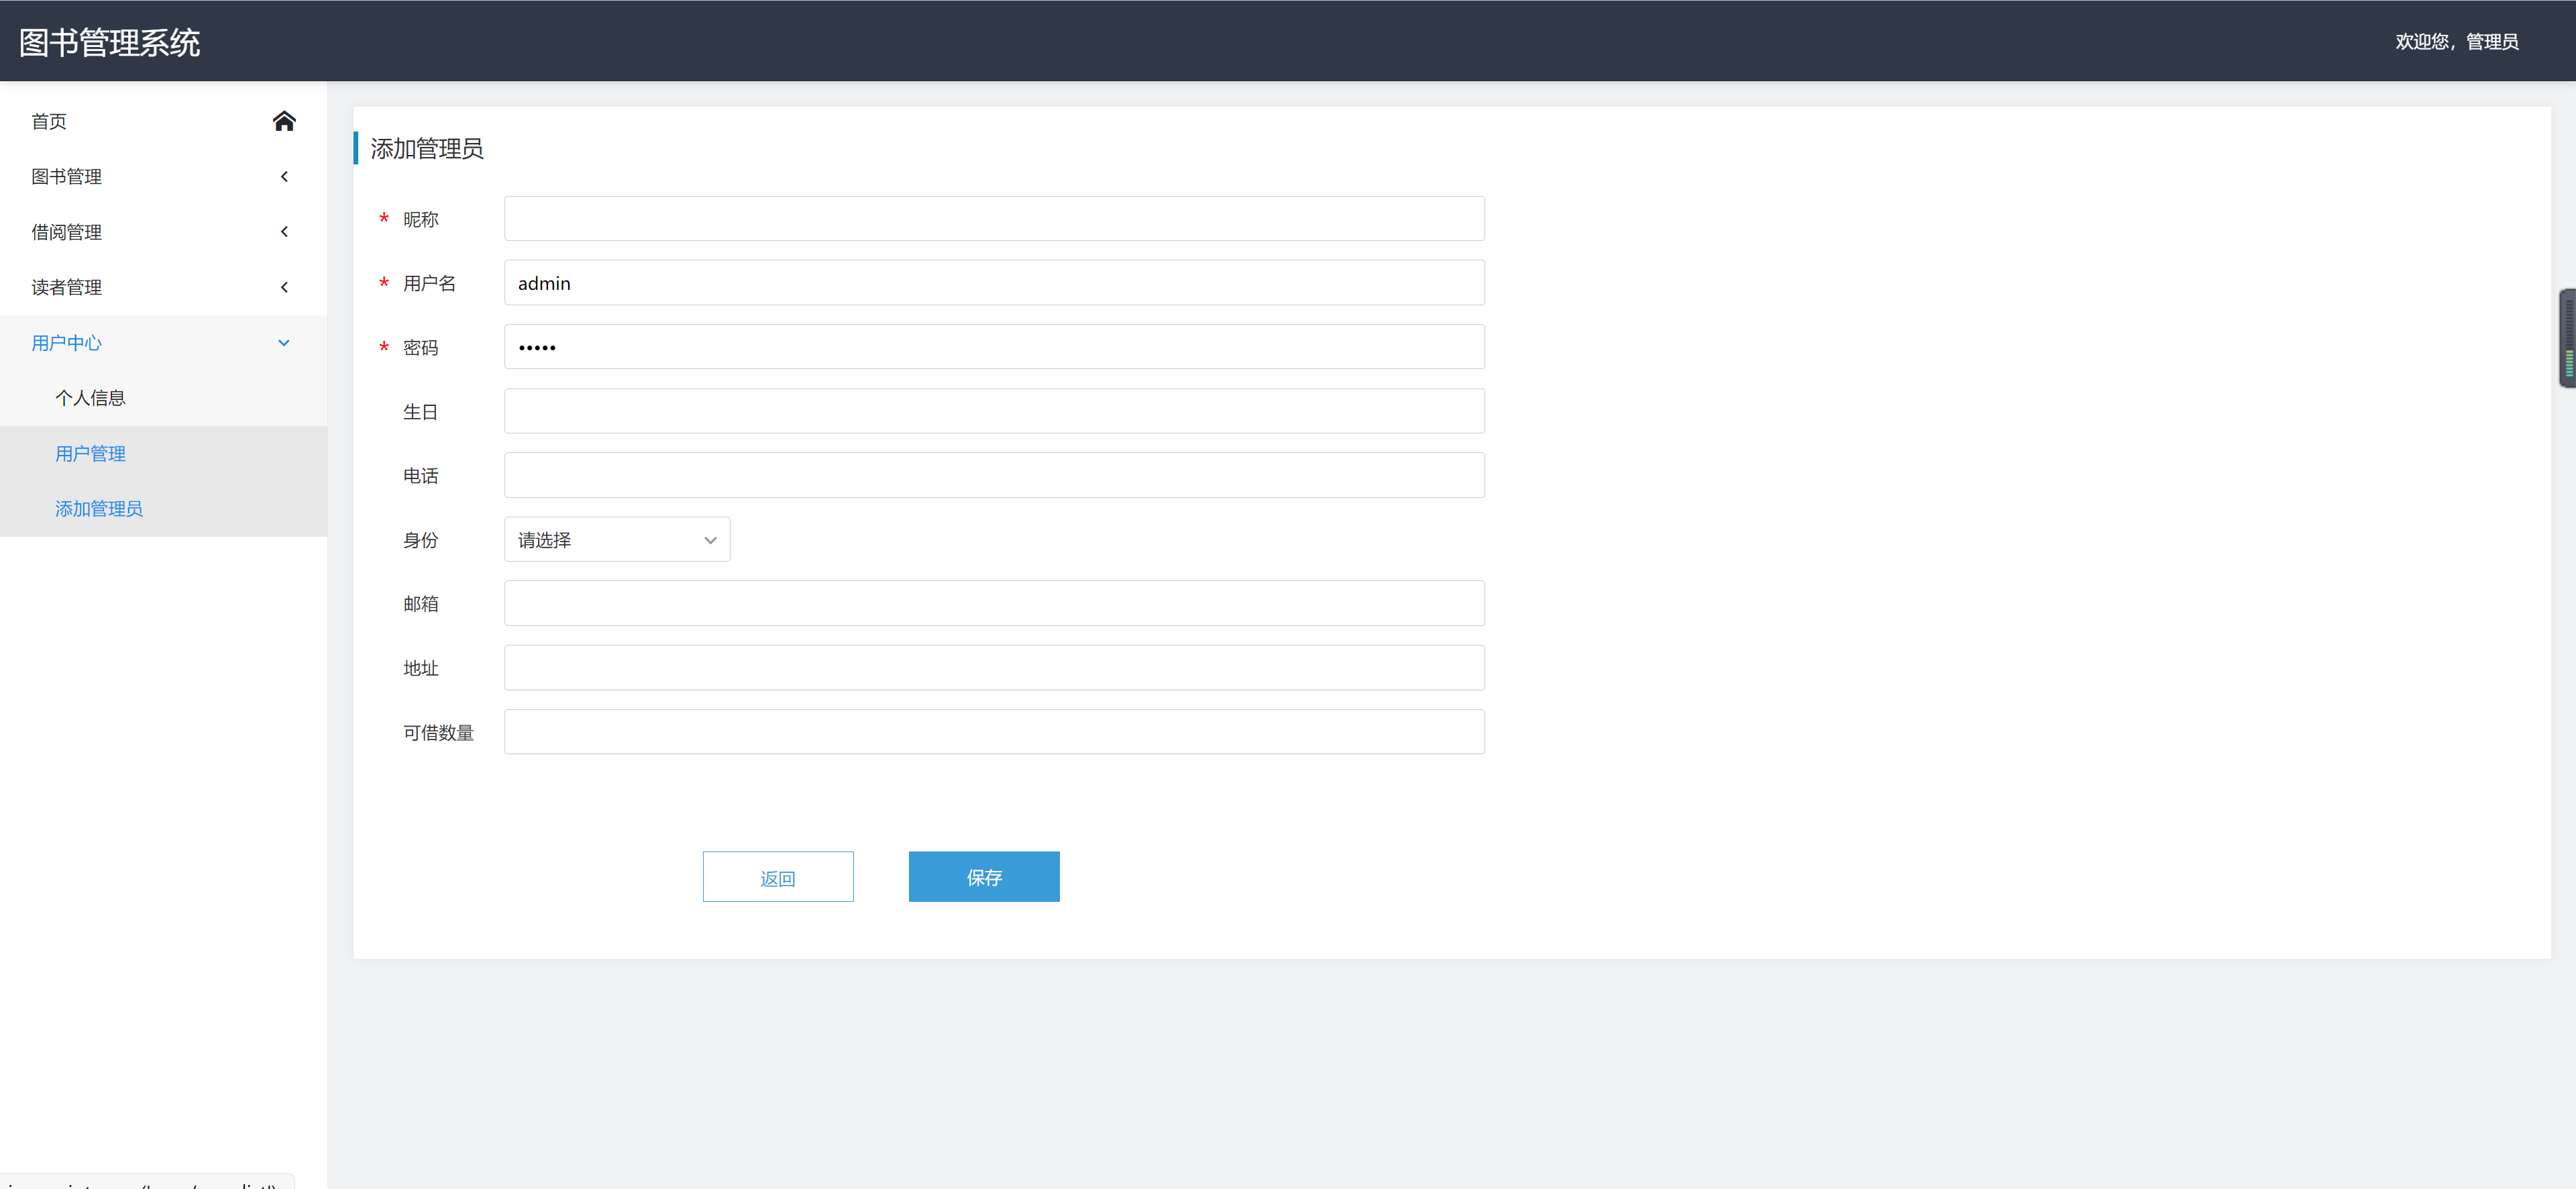 图书管理系统
欢迎您，管理员
首页
图书管理
借阅管理
读者管理
用户中心
个人信息
用户管理
添加管理员
添加管理员
* 昵称
* 用户名 admin
* 密码 •••••
生日
电话
身份 请选择
邮箱
地址
可借数量
返回 保存